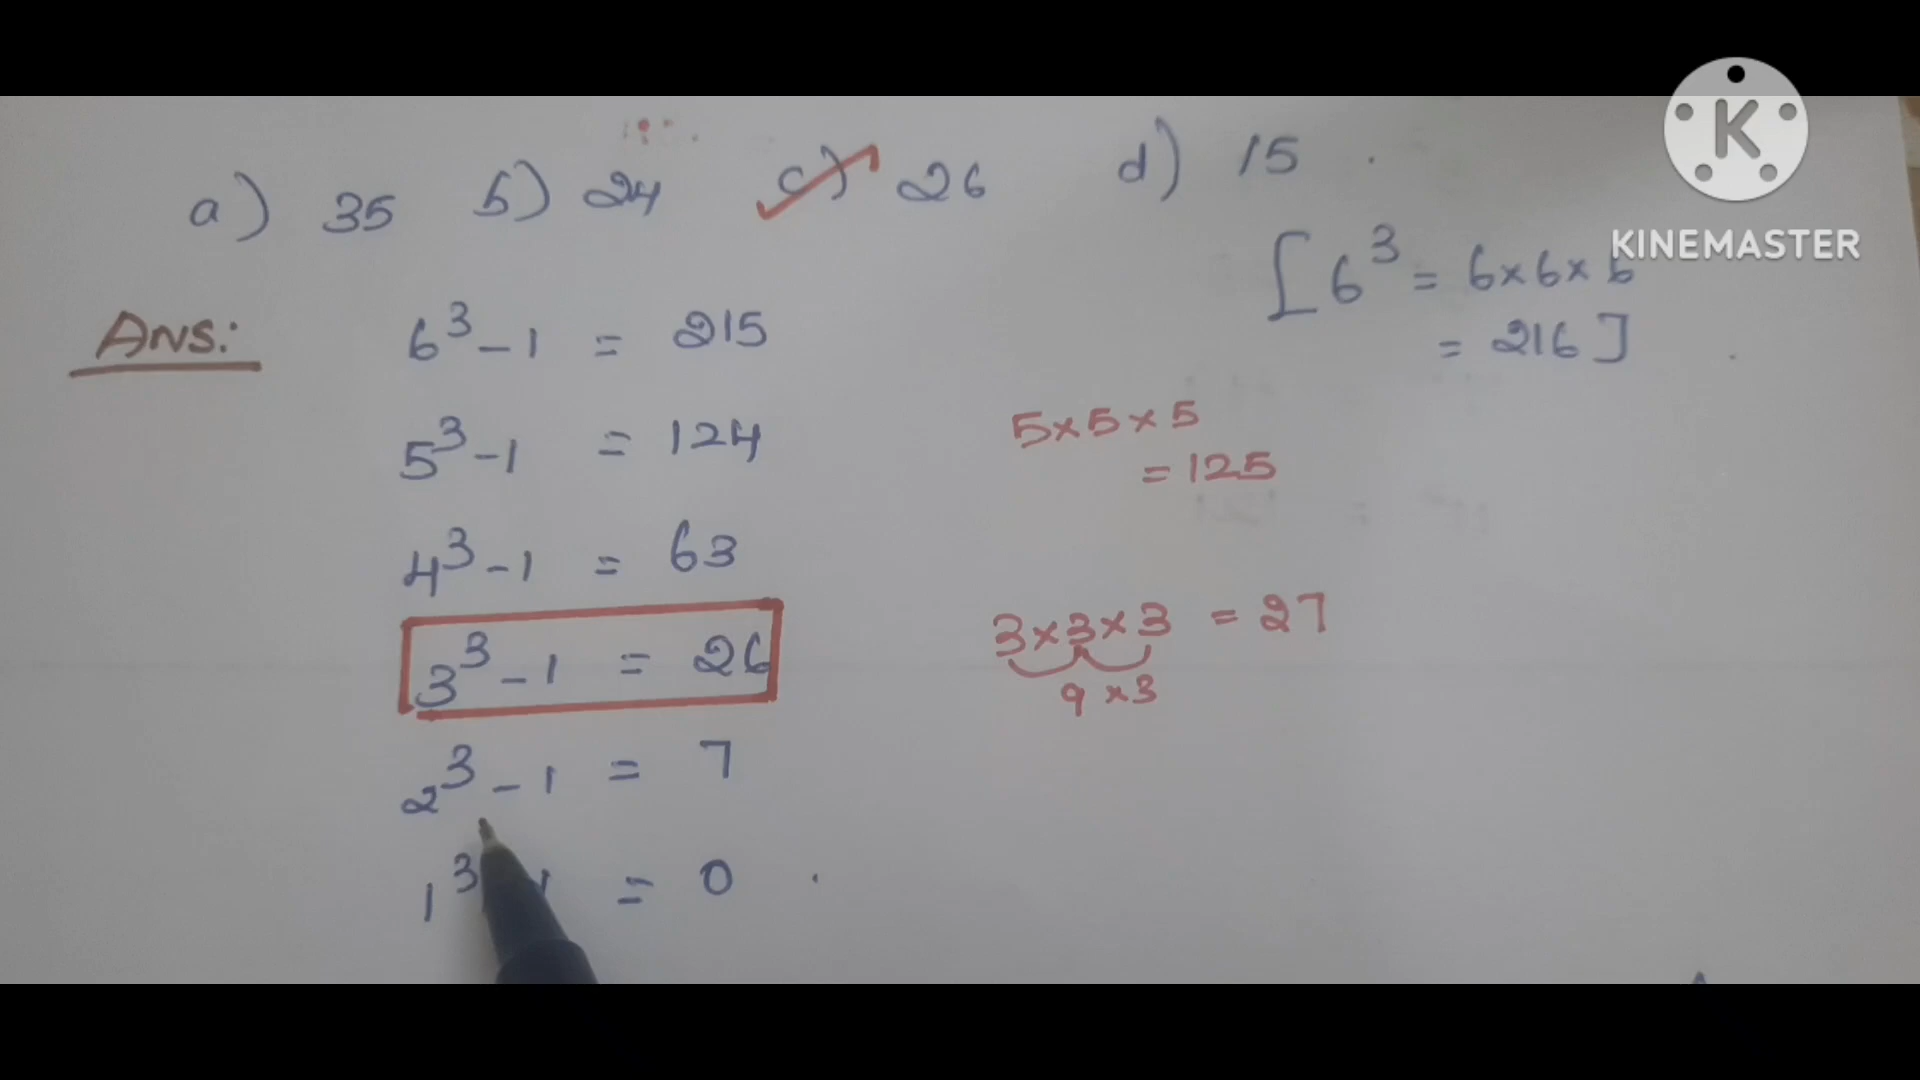 a) 35 b) 24 c) 26 d) 15
K
KINEMASTER
[6³ = 6×6×6
= 216]
Ans: 6³-1 = 215
5³-1 = 124
5×5×5
= 125
4³-1 = 63
3³-1 = 26
3×3×3 = 27
9×3
2³-1 = 7
1³ 1 = 0